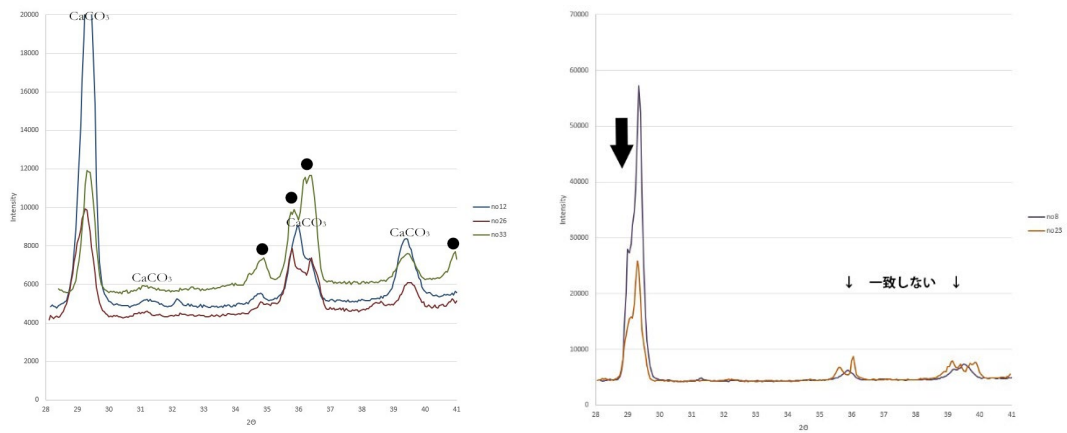 CaCO₃
CaCO₃
CaCO₃
CaCO₃
Intensity
20000
18000
16000
14000
12000
10000
8000
6000
4000
2000
0
28 29 30 31 32 33 34 35 36 37 38 39 40 41
2Θ
no12
no26
no33
Intensity
70000
60000
50000
40000
30000
20000
10000
0
28 29 30 31 32 33 34 35 36 37 38 39 40 41
2Θ
↓ 一致しない ↓
no8
no23